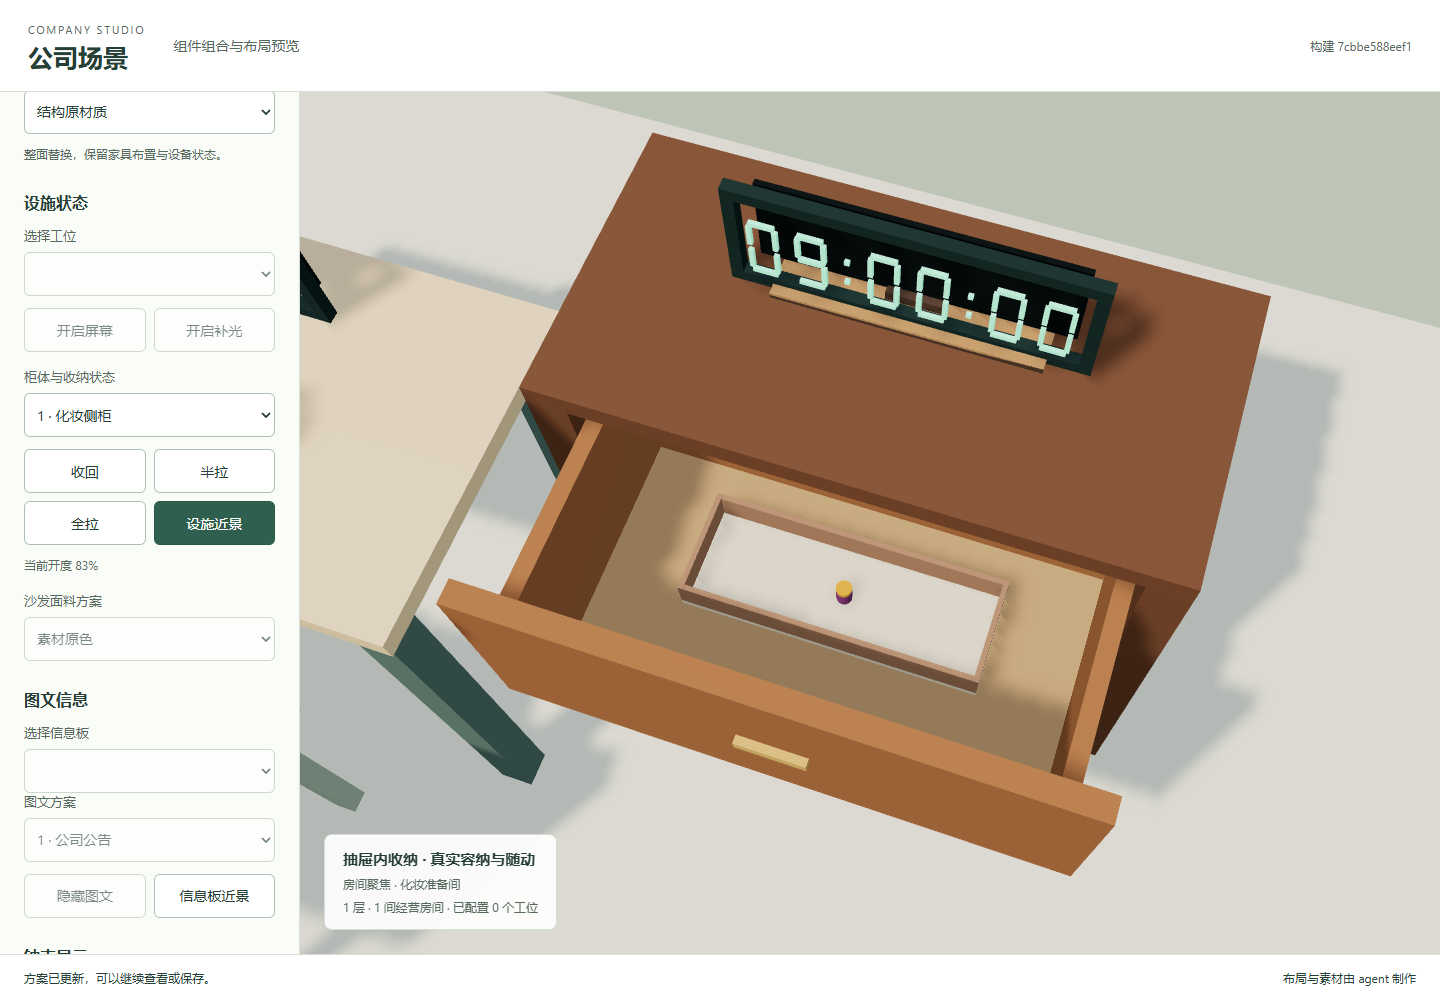 COMPANY STUDIO
公司场景
组件组合与布局预览
构建 7cbbe588eef1
结构原材质
整面替换，保留家具布置与设备状态。
设施状态
选择工位
开启屏幕
开启补光
柜体与收纳状态
1 · 化妆侧柜
收回
半拉
全拉
设施近景
当前开度 83%
沙发面料方案
素材原色
图文信息
选择信息板
图文方案
1 · 公司公告
隐藏图文
信息板近景
09:00:00
抽屉内收纳 · 真实容纳与随动
房间聚焦 · 化妆准备间
1 层 · 1 间经营房间 · 已配置 0 个工位
方案已更新，可以继续查看或保存。
布局与素材由 agent 制作